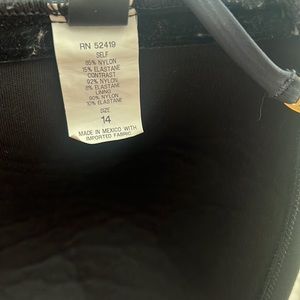 RN 52419
SELF
85% NYLON
15% ELASTANE
CONTRAST
92% NYLON
8% ELASTANE
LINING
90% NYLON
10% ELASTANE
SIZE
14
MADE IN MEXICO WITH
IMPORTED FABRIC